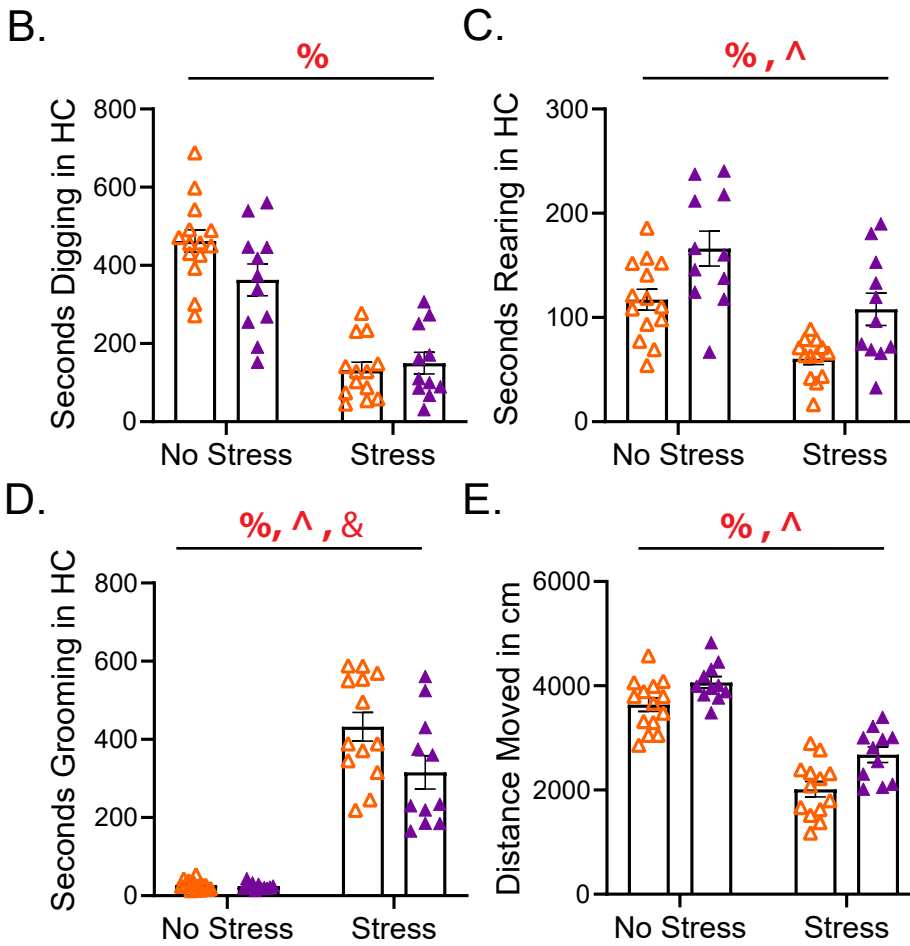 B.
%
Seconds Digging in HC
800
600
400
200
0
No Stress
Stress
C.
%, ^
Seconds Rearing in HC
300
200
100
0
No Stress
Stress
D.
%, ^, &
Seconds Grooming in HC
800
600
400
200
0
No Stress
Stress
E.
%, ^
Distance Moved in cm
6000
4000
2000
0
No Stress
Stress